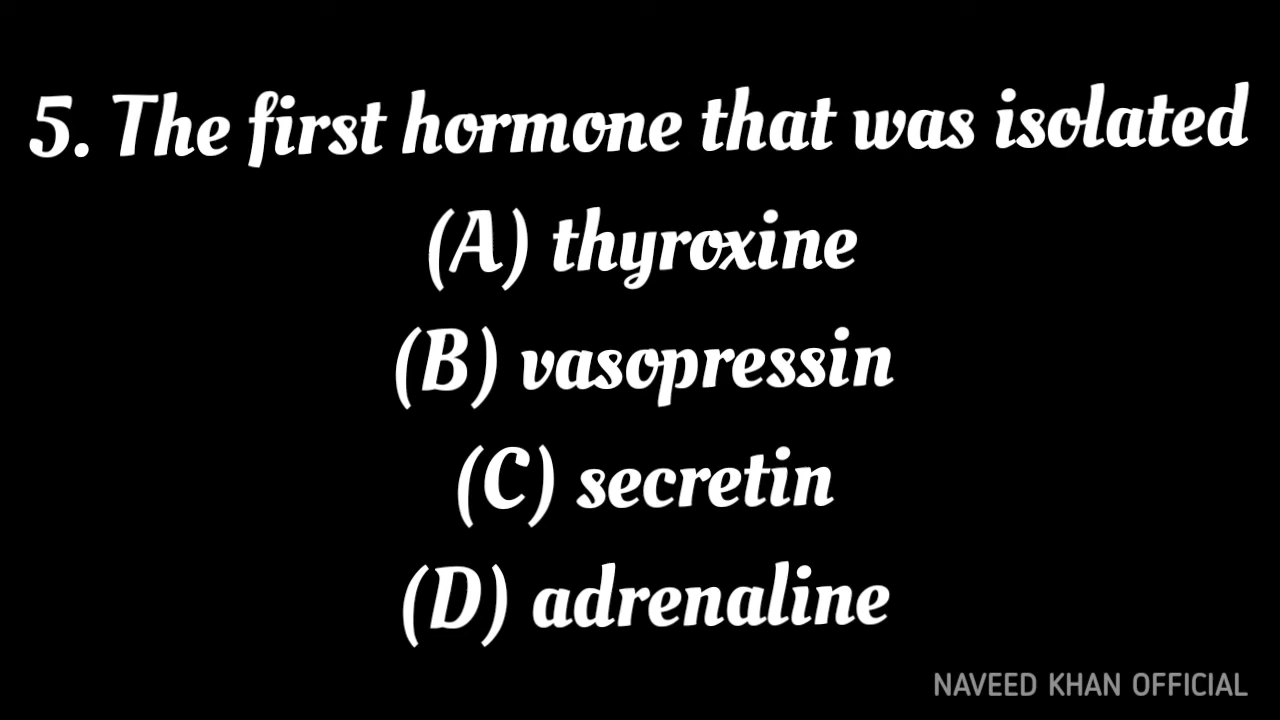 5. The first hormone that was isolated
(A) thyroxine
(B) vasopressin
(C) secretin
(D) adrenaline
NAVEED KHAN OFFICIAL